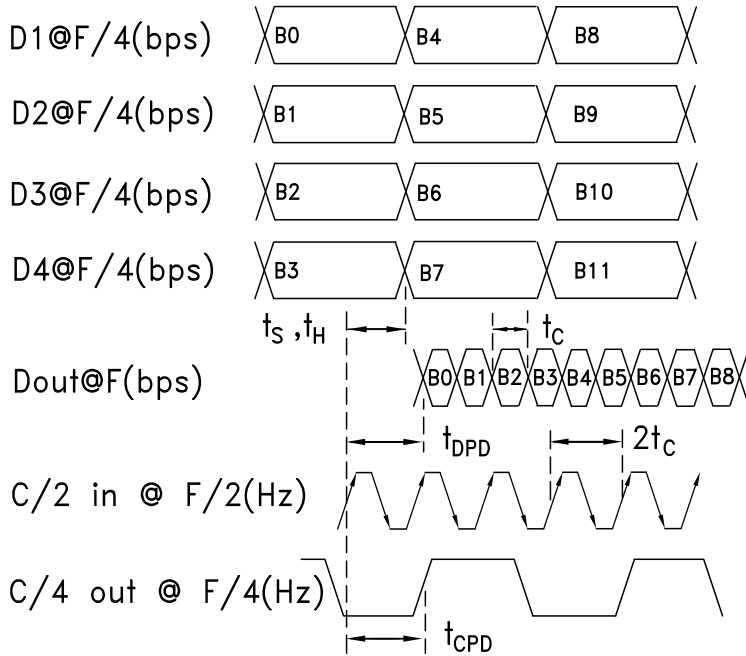 D1@F/4(bps) B0 B4 B8
D2@F/4(bps) B1 B5 B9
D3@F/4(bps) B2 B6 B10
D4@F/4(bps) B3 B7 B11
tS ,tH tC
Dout@F(bps) B0 B1 B2 B3 B4 B5 B6 B7 B8
tDPD 2tC
C/2 in @ F/2(Hz)
C/4 out @ F/4(Hz)
tCPD